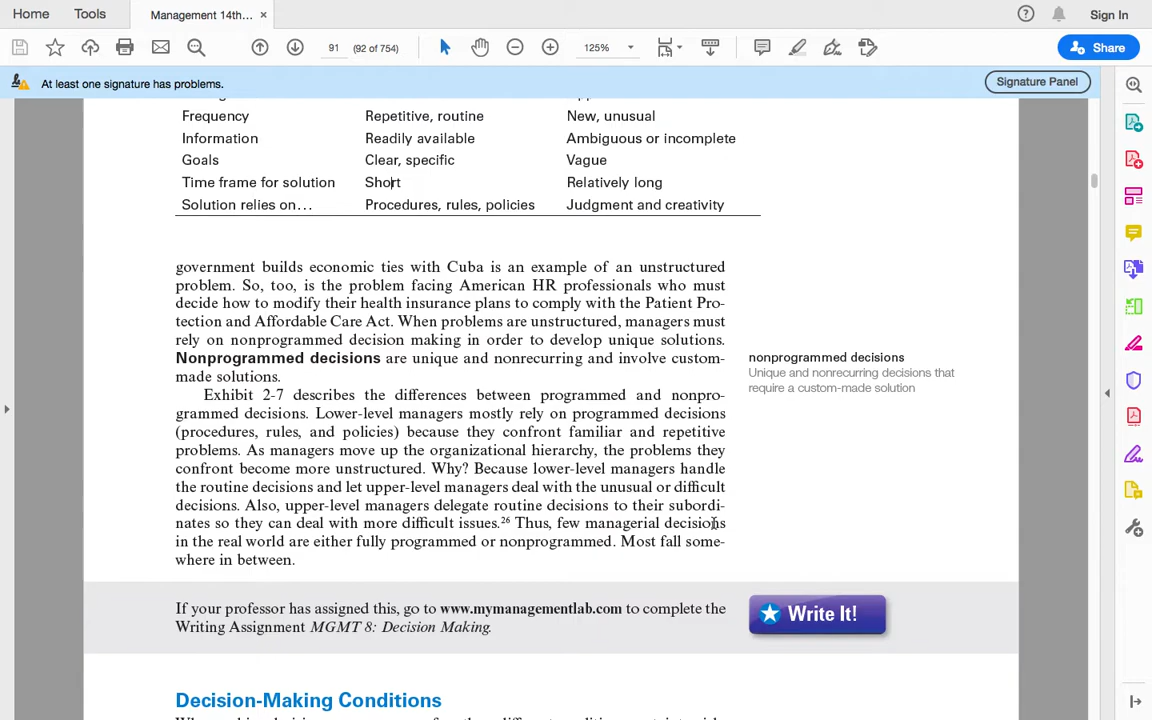 Home Tools Management 14th... × Sign In
91 (92 of 754) 125% Share
At least one signature has problems. Signature Panel
Frequency Repetitive, routine New, unusual
Information Readily available Ambiguous or incomplete
Goals Clear, specific Vague
Time frame for solution Short Relatively long
Solution relies on… Procedures, rules, policies Judgment and creativity
government builds economic ties with Cuba is an example of an unstructured
problem. So, too, is the problem facing American HR professionals who must
decide how to modify their health insurance plans to comply with the Patient Pro-
tection and Affordable Care Act. When problems are unstructured, managers must
rely on nonprogrammed decision making in order to develop unique solutions.
Nonprogrammed decisions are unique and nonrecurring and involve custom-
made solutions.
nonprogrammed decisions
Unique and nonrecurring decisions that
require a custom-made solution
Exhibit 2-7 describes the differences between programmed and nonpro-
grammed decisions. Lower-level managers mostly rely on programmed decisions
(procedures, rules, and policies) because they confront familiar and repetitive
problems. As managers move up the organizational hierarchy, the problems they
confront become more unstructured. Why? Because lower-level managers handle
the routine decisions and let upper-level managers deal with the unusual or difficult
decisions. Also, upper-level managers delegate routine decisions to their subordi-
nates so they can deal with more difficult issues.26 Thus, few managerial decisions
in the real world are either fully programmed or nonprogrammed. Most fall some-
where in between.
If your professor has assigned this, go to www.mymanagementlab.com to complete the
Writing Assignment MGMT 8: Decision Making.
Write It!
Decision-Making Conditions